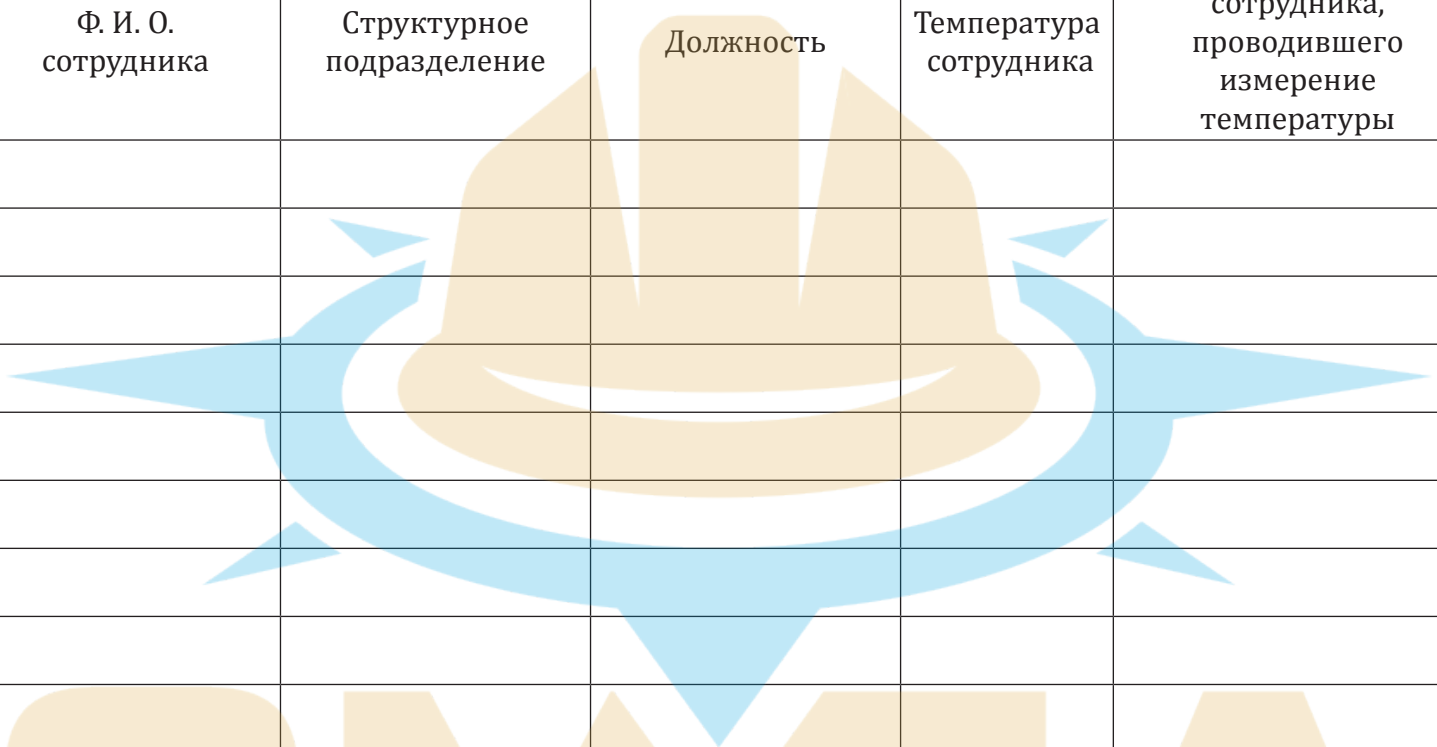 Ф. И. О.
сотрудника
Структурное
подразделение
Должность
Температура
сотрудника
сотрудника,
проводившего
измерение
температуры